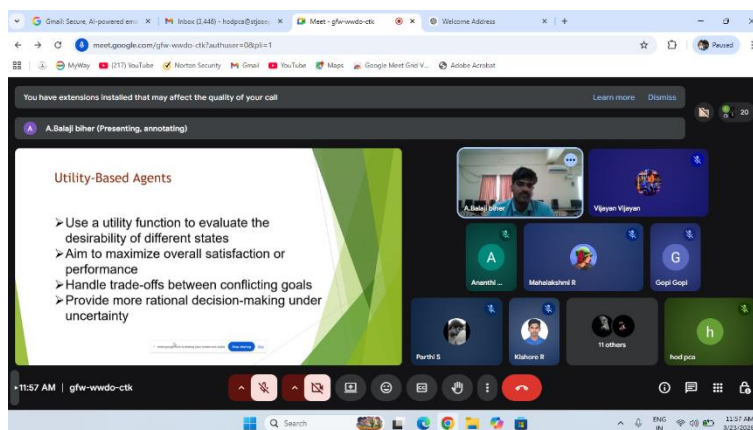 Gmail: Secure, AI-powered em
Inbox (3,446) - hodpca@stjose
Meet - gfw-wwdo-ctk
Welcome Address
meet.google.com/gfw-wwdo-ctk?authuser=0&pli=1
Paused
MyWay
(217) YouTube
Norton Security
Gmail
YouTube
Maps
Google Meet Grid V...
Adobe Acrobat
You have extensions installed that may affect the quality of your call
Learn more
Dismiss
A.Balaji biher (Presenting, annotating)
20
Utility-Based Agents
➢Use a utility function to evaluate the
desirability of different states
➢Aim to maximize overall satisfaction or
performance
➢Handle trade-offs between conflicting goals
➢Provide more rational decision-making under
uncertainty
Stop sharing
Hide
A.Balaji biher
Vijayan Vijayan
A
Ananthi ...
Mahalakshmi R
G
Gopi Gopi
Parthi S
Kishore R
11 others
h
hod pca
11:57 AM | gfw-wwdo-ctk
Search
ENG
IN
11:57 AM